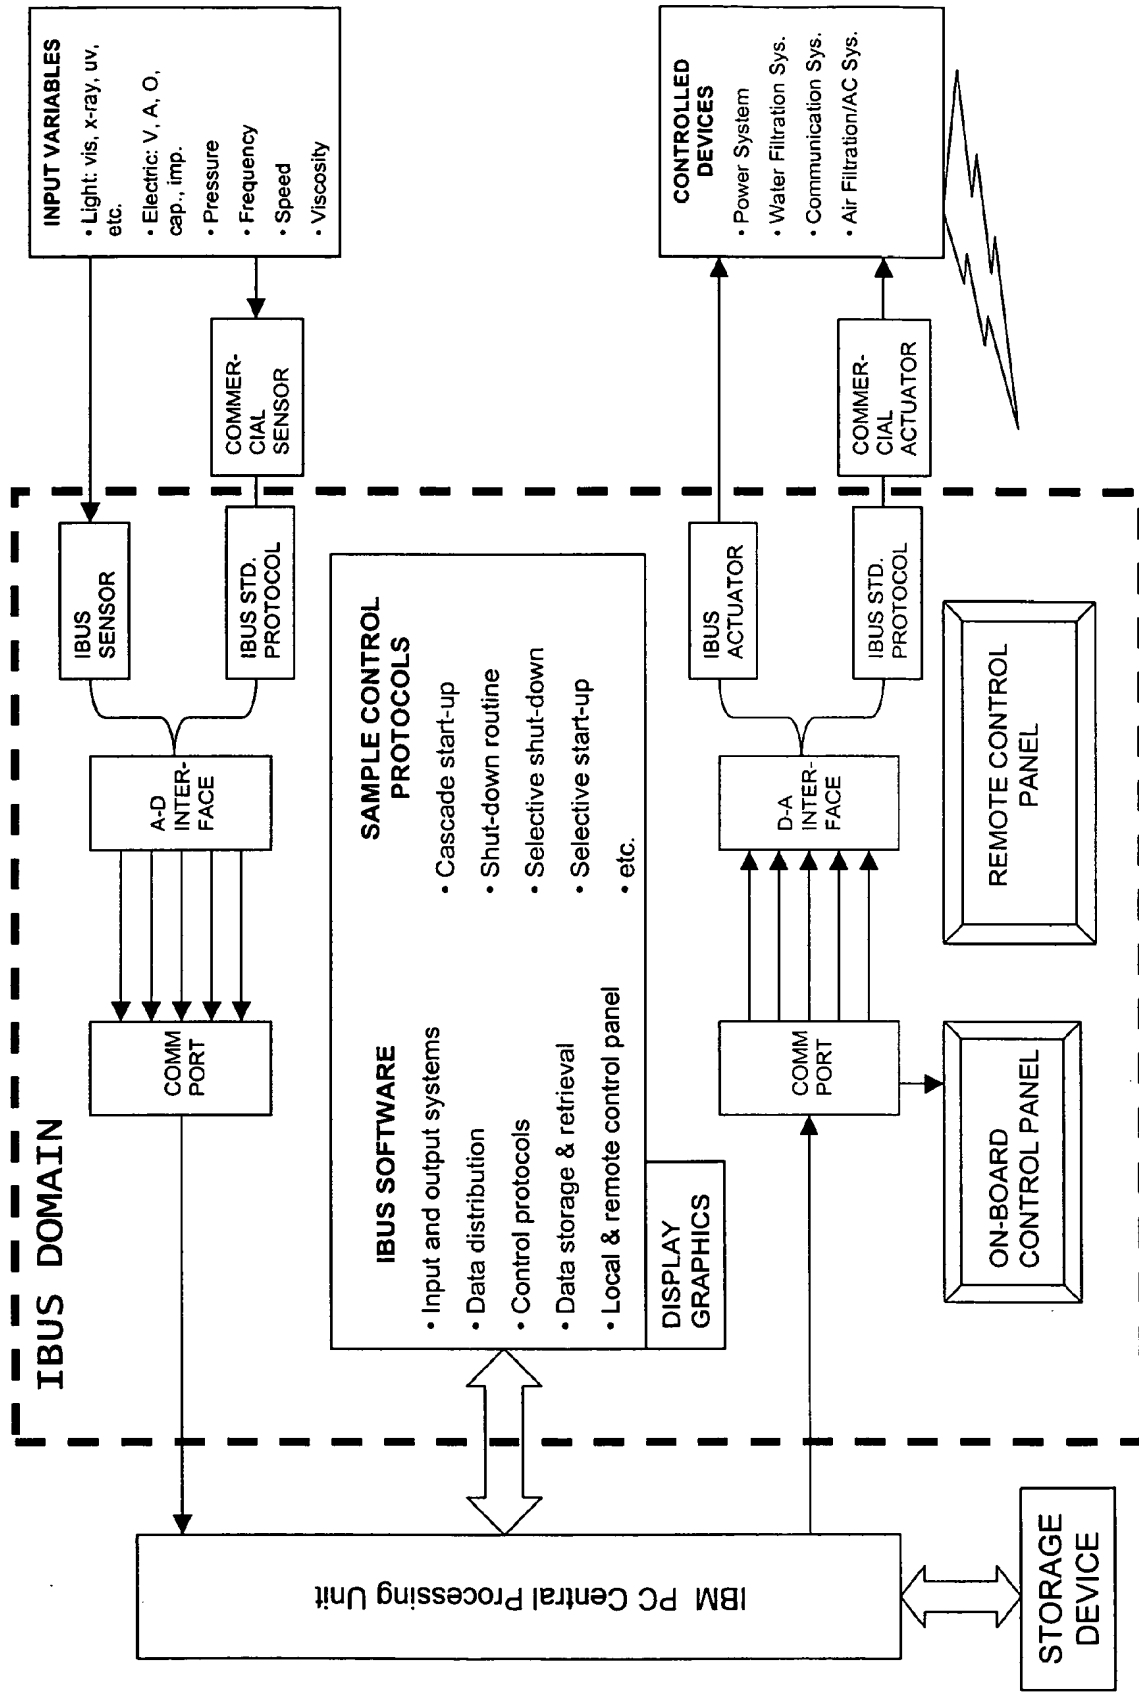 IBUS DOMAIN
INPUT VARIABLES
• Light: vis, x-ray, uv,
etc.
• Electric: V, A, O,
cap., imp.
• Pressure
• Frequency
• Speed
• Viscosity
IBUS
SENSOR
COMMER-
CIAL
SENSOR
IBUS STD.
PROTOCOL
A-D
INTER-
FACE
COMM
PORT
IBM PC Central Processing Unit
STORAGE
DEVICE
IBUS SOFTWARE
• Input and output systems
• Data distribution
• Control protocols
• Data storage & retrieval
• Local & remote control panel
SAMPLE CONTROL
PROTOCOLS
• Cascade start-up
• Shut-down routine
• Selective shut-down
• Selective start-up
• etc.
DISPLAY
GRAPHICS
COMM
PORT
D-A
INTER-
FACE
IBUS
ACTUATOR
IBUS STD.
PROTOCOL
COMMER-
CIAL
ACTUATOR
CONTROLLED
DEVICES
• Power System
• Water Filtration Sys.
• Communication Sys.
• Air Filtration/AC Sys.
ON-BOARD
CONTROL PANEL
REMOTE CONTROL
PANEL